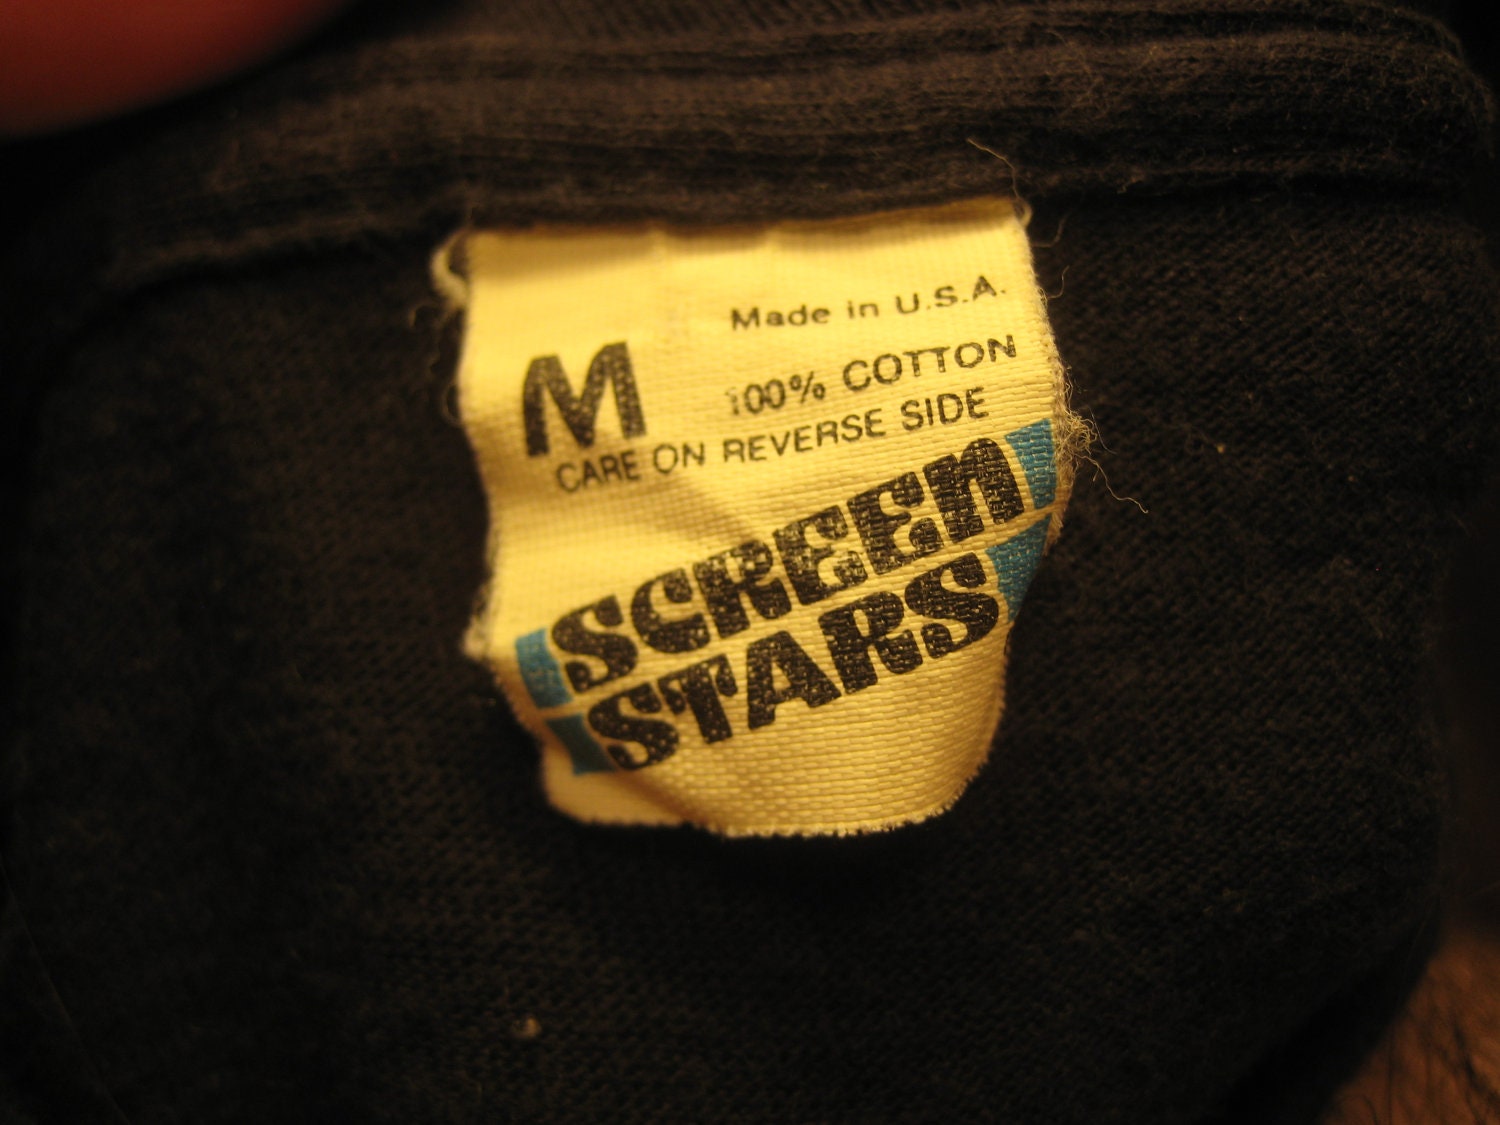 Made in U.S.A.
M
100% COTTON
CARE ON REVERSE SIDE
SCREEN
STARS